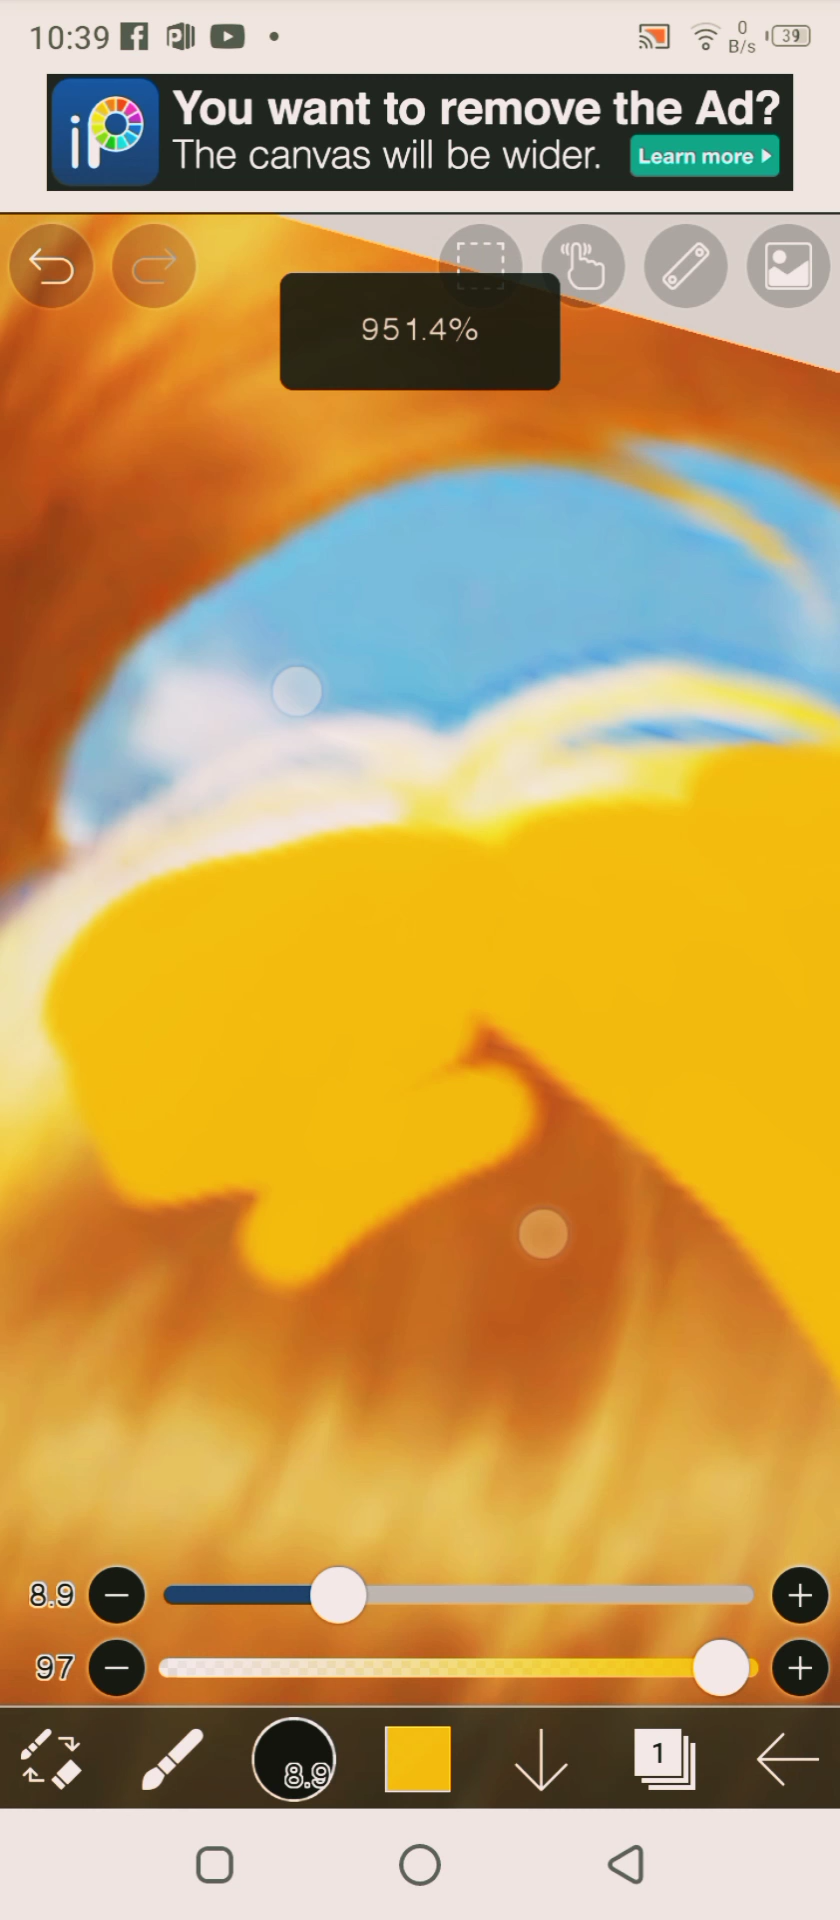 10:39
0
B/s
39
iP
You want to remove the Ad?
The canvas will be wider.
Learn more
951.4%
8.9
97
8.9
1